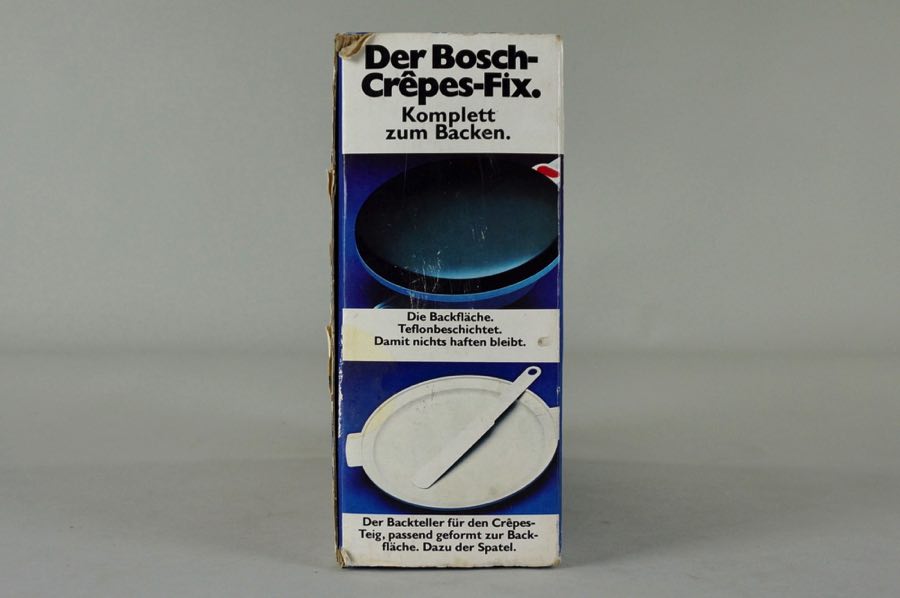 Der Bosch-
Crêpes-Fix.
Komplett
zum Backen.
Die Backfläche.
Teflonbeschichtet.
Damit nichts haften bleibt.
Der Backteller für den Crêpes-
Teig, passend geformt zur Back-
fläche. Dazu der Spatel.